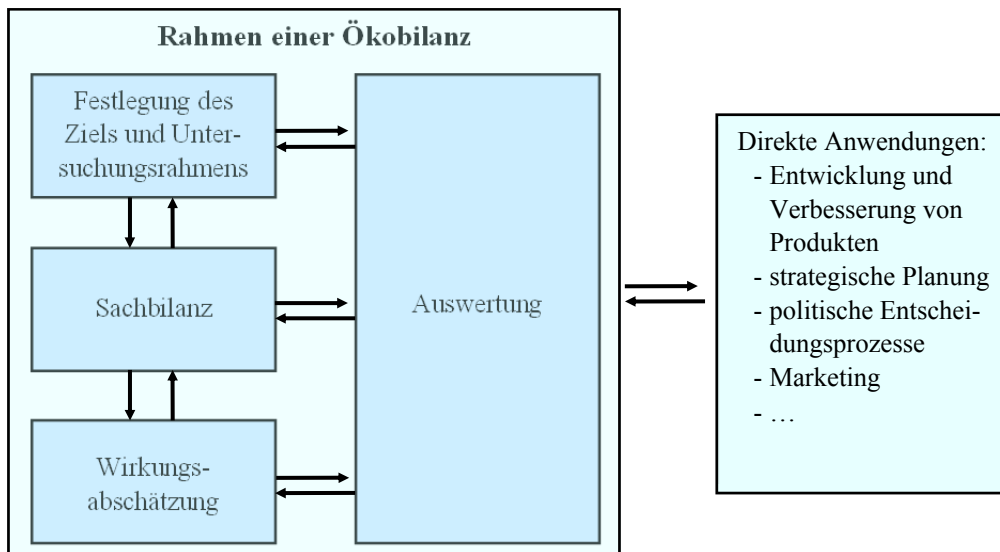 Rahmen einer Ökobilanz
Festlegung des
Ziels und Unter-
suchungsrahmens
Sachbilanz
Wirkungs-
abschätzung
Auswertung
Direkte Anwendungen:
- Entwicklung und
Verbesserung von
Produkten
- strategische Planung
- politische Entschei-
dungsprozesse
- Marketing
- …